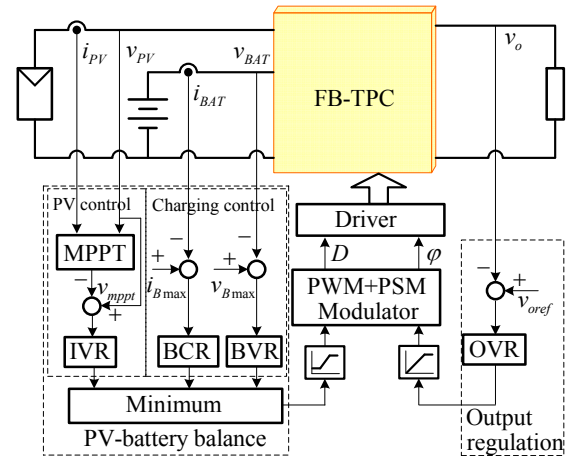 i_PV
v_PV
v_BAT
i_BAT
FB-TPC
v_o
PV control
Charging control
MPPT
Driver
D
φ
− v_mppt
+
− + i_Bmax
− + v_Bmax
PWM+PSM
Modulator
− +
v_oref
IVR
BCR
BVR
OVR
Minimum
PV-battery balance
Output
regulation